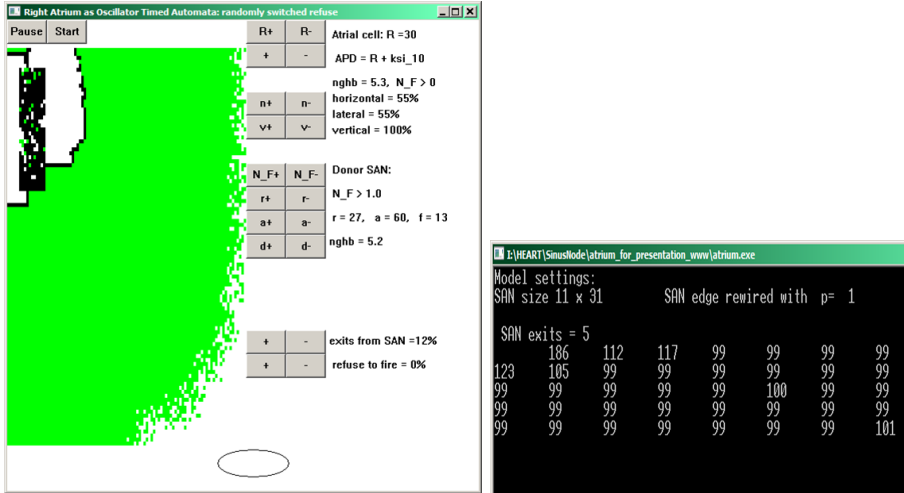 Right Atrium as Oscillator Timed Automata: randomly switched refuse
Pause Start
R+ R- Atrial cell: R =30
+ - APD = R + ksi_10
nghb = 5.3, N_F > 0
n+ n- horizontal = 55%
lateral = 55%
v+ v- vertical = 100%
N_F+ N_F- Donor SAN:
r+ r- N_F > 1.0
a+ a- r = 27, a = 60, f = 13
d+ d- nghb = 5.2
+ - exits from SAN =12%
+ - refuse to fire = 0%
I:\HEART\SinusNode\atrium_for_presentation_www\atrium.exe
Model settings:
SAN size 11 x 31 SAN edge rewired with p= 1
SAN exits = 5
186 112 117 99 99 99 99
123 105 99 99 99 99 99 99
99 99 99 99 99 100 99 99
99 99 99 99 99 99 99 99
99 99 99 99 99 99 99 101